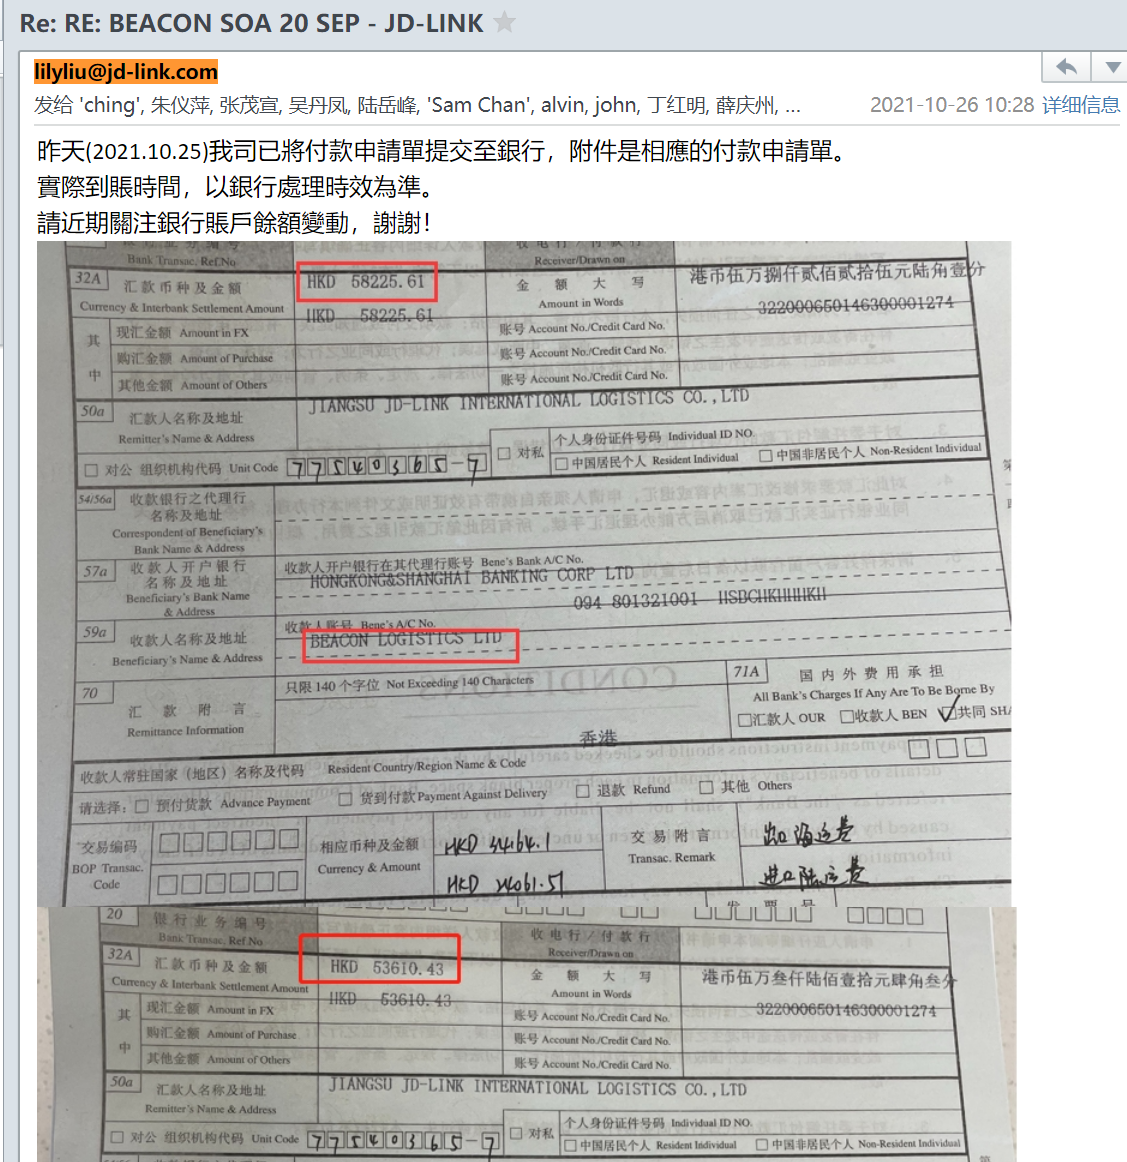 Re: RE: BEACON SOA 20 SEP - JD-LINK
lilyliu@jd-link.com
发给 'ching', 朱仪萍, 张茂宣, 吴丹凤, 陆岳峰, 'Sam Chan', alvin, john, 丁红明, 薛庆州, ...
2021-10-26 10:28 详细信息
昨天(2021.10.25)我司已將付款申請單提交至銀行，附件是相應的付款申請單。
實際到賬時間，以銀行處理時效為準。
請近期關注銀行賬戶餘額變動，謝謝！
Bank Transac. Ref.No 收电行/付款行
Receiver/Drawn on
32A 汇款币种及金额 HKD 58225.61 金额大写 港币伍万捌仟贰佰贰拾伍元陆角壹分
Currency & Interbank Settlement Amount Amount in Words
其中 现汇金额 Amount in FX HKD 58225.61 账号 Account No./Credit Card No. 322000650146300001274
购汇金额 Amount of Purchase 账号 Account No./Credit Card No.
其他金额 Amount of Others 账号 Account No./Credit Card No.
50a 汇款人名称及地址 JIANGSU JD-LINK INTERNATIONAL LOGISTICS CO.,LTD
Remitter's Name & Address
对公 组织机构代码 Unit Code 77540365-7 对私 个人身份证件号码 Individual ID NO.
中国居民个人 Resident Individual 中国非居民个人 Non-Resident Individual
54/56a 收款银行之代理行
名称及地址
Correspondent of Beneficiary's
Bank Name & Address
57a 收款人开户银行 收款人开户银行在其代理行账号 Bene's Bank A/C No.
名称及地址 HONGKONG&SHANGHAI BANKING CORP LTD
Beneficiary's Bank Name
& Address 094 801321001 HSBCHKHHHKH
59a 收款人名称及地址 收款人账号 Bene's A/C No.
Beneficiary's Name & Address BEACON LOGISTICS LTD
70 汇款附言 只限 140 个字位 Not Exceeding 140 Characters 71A 国内外费用承担
Remittance Information All Bank's Charges If Any Are To Be Borne By
汇款人 OUR 收款人 BEN 共同 SHA
香港
收款人常驻国家（地区）名称及代码 Resident Country/Region Name & Code
请选择: 预付货款 Advance Payment 货到付款 Payment Against Delivery 退款 Refund 其他 Others
交易编码 相应币种及金额 HKD 34164.1 交易附言 出口海运费
BOP Transac. Code Currency & Amount HKD 24061.51 Transac. Remark 进口陆运费
20 银行业务编号 收电行/付款行
Bank Transac. Ref No Receiver/Drawn on
32A 汇款币种及金额 HKD 53610.43 金额大写 港币伍万叁仟陆佰壹拾元肆角叁分
Currency & Interbank Settlement Amount Amount in Words
其中 现汇金额 Amount in FX HKD 53610.43 账号 Account No./Credit Card No. 322000650146300001274
购汇金额 Amount of Purchase 账号 Account No./Credit Card No.
其他金额 Amount of Others 账号 Account No./Credit Card No.
50a 汇款人名称及地址 JIANGSU JD-LINK INTERNATIONAL LOGISTICS CO.,LTD
Remitter's Name & Address
对公 组织机构代码 Unit Code 77540365-7 对私 个人身份证件号码 Individual ID NO.
中国居民个人 Resident Individual 中国非居民个人 Non-Resident Individual